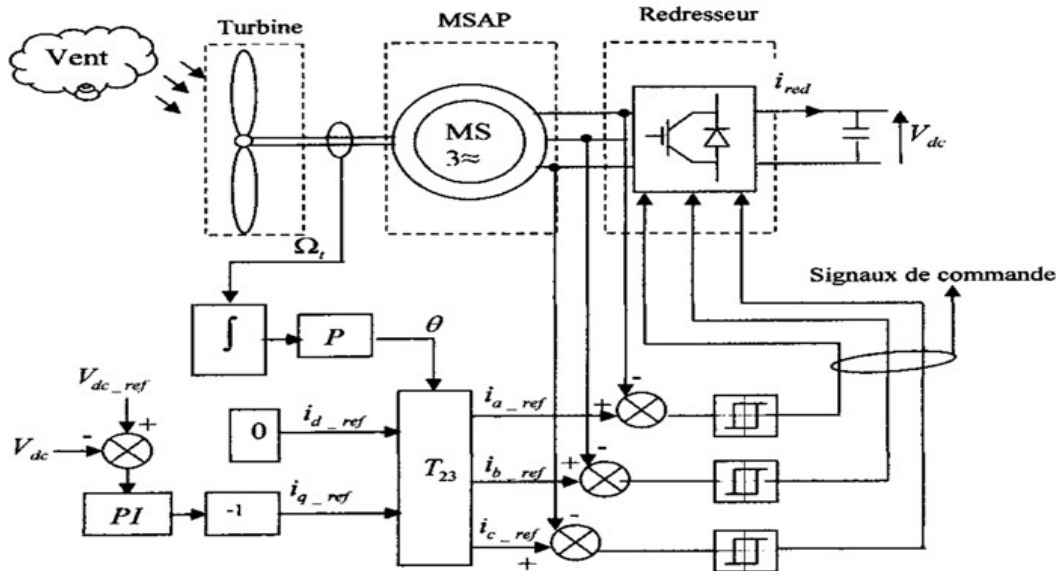 MSAP
Redresseur
Turbine
Vent
i_red
MS
3≈
V_dc
Ω_t
Signaux de commande
∫
P
θ
V_dc_ref
+
-
V_dc
0
i_d_ref
T_23
i_a_ref
+
-
i_b_ref
+
-
PI
-1
i_q_ref
i_c_ref
+
-